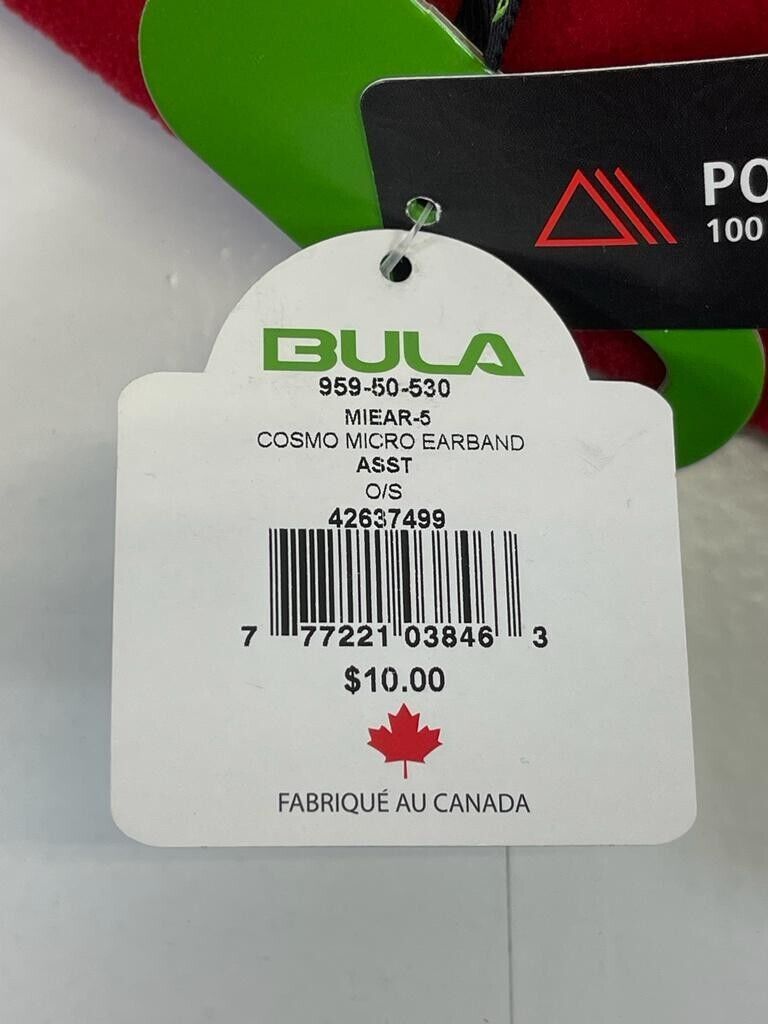 PO
100
BULA
959-50-530
MIEAR-5
COSMO MICRO EARBAND
ASST
O/S
42637499
7 77221 03846 3
$10.00
FABRIQUÉ AU CANADA